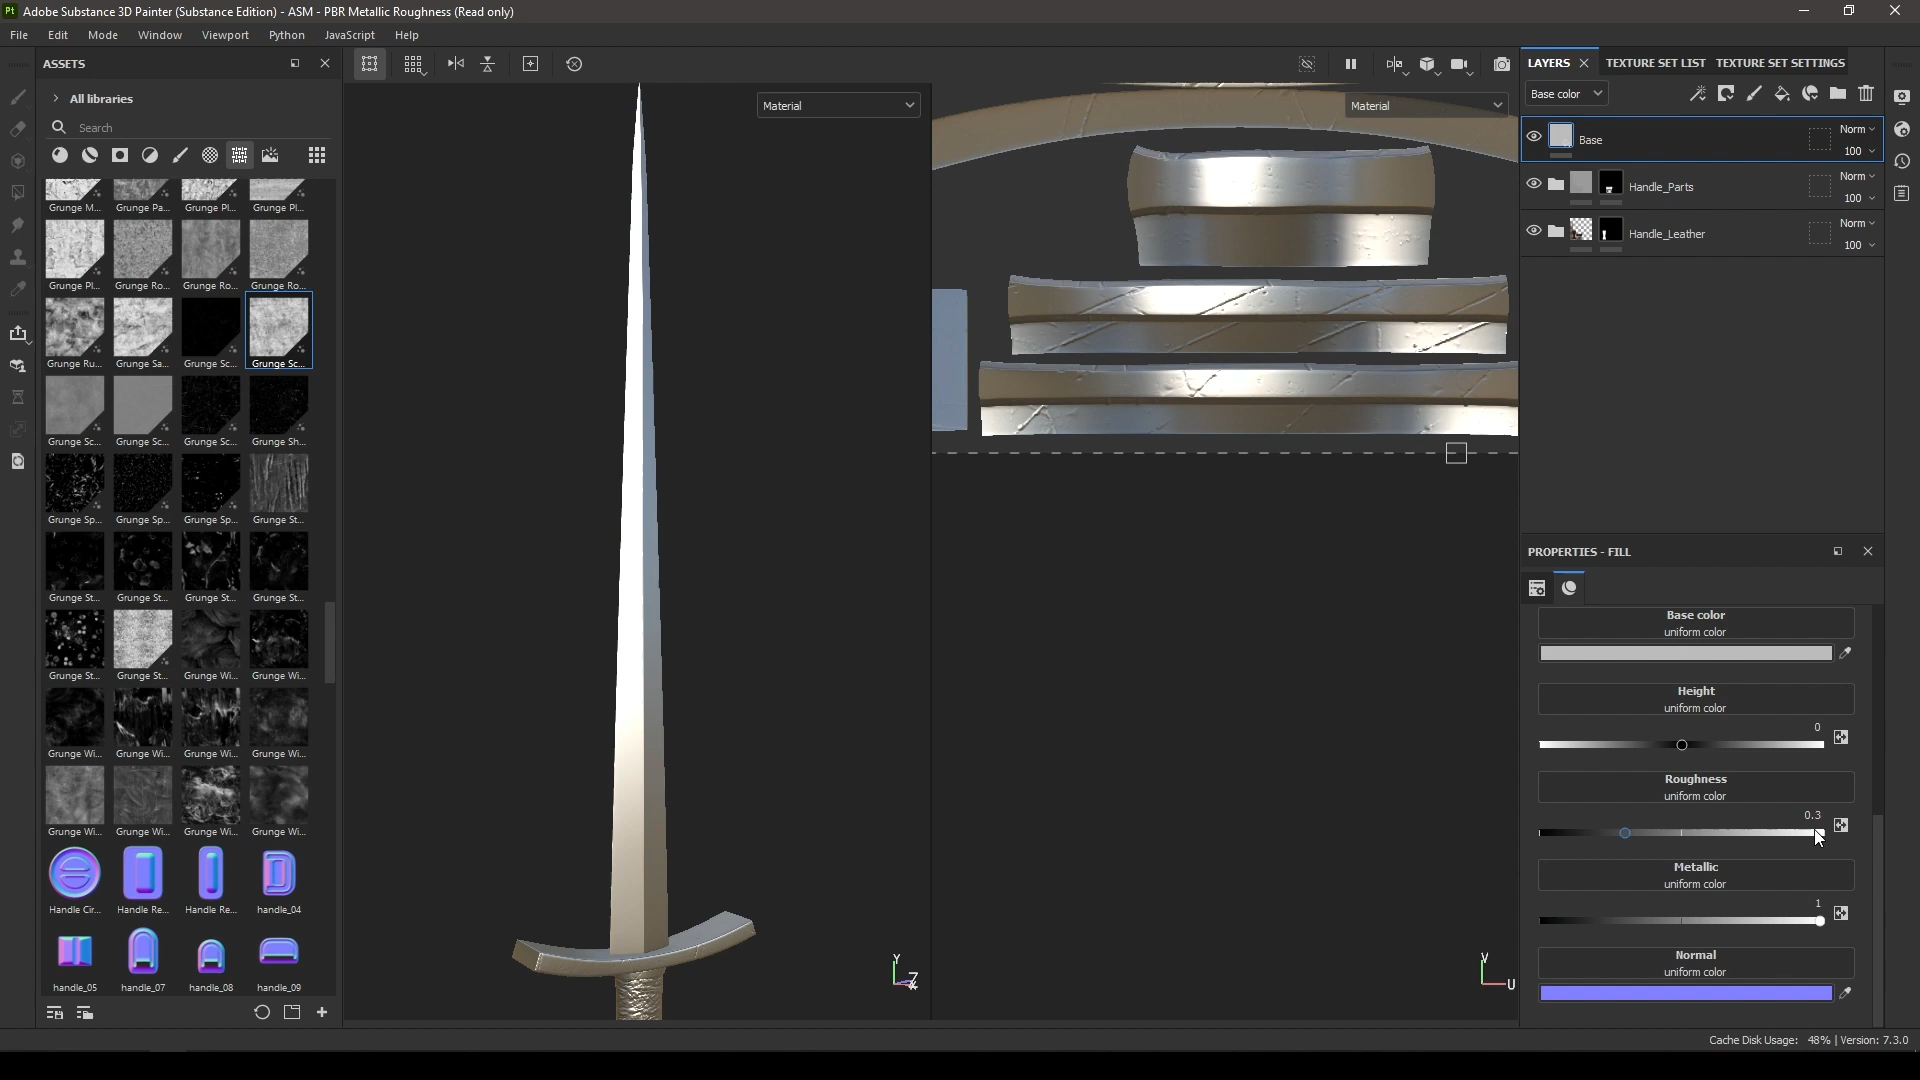 Pt Adobe Substance 3D Painter (Substance Edition) - ASM - PBR Metallic Roughness (Read only)
File Edit Mode Window Viewport Python JavaScript Help
ASSETS
All libraries
Search
Grunge M... Grunge Pa... Grunge Pl... Grunge Pl...
Grunge Pl... Grunge Ro... Grunge Ro... Grunge Ro...
Grunge Ru... Grunge Sa... Grunge Sc... Grunge Sc...
Grunge Sc... Grunge Sc... Grunge Sc... Grunge Sh...
Grunge Sp... Grunge Sp... Grunge Sp... Grunge St...
Grunge St... Grunge St... Grunge St... Grunge St...
Grunge St... Grunge St... Grunge Wi... Grunge Wi...
Grunge Wi... Grunge Wi... Grunge Wi... Grunge Wi...
Grunge Wi... Grunge Wi... Grunge Wi... Grunge Wi...
Handle Cir... Handle Re... Handle Re... handle_04
handle_05 handle_07 handle_08 handle_09
Material
Y
Z
Material
V
U
LAYERS TEXTURE SET LIST TEXTURE SET SETTINGS
Base color
Base Norm
100
Handle_Parts Norm
100
Handle_Leather Norm
100
PROPERTIES - FILL
Base color
uniform color
Height
uniform color
0
Roughness
uniform color
0.3
Metallic
uniform color
1
Normal
uniform color
Cache Disk Usage: 48% | Version: 7.3.0